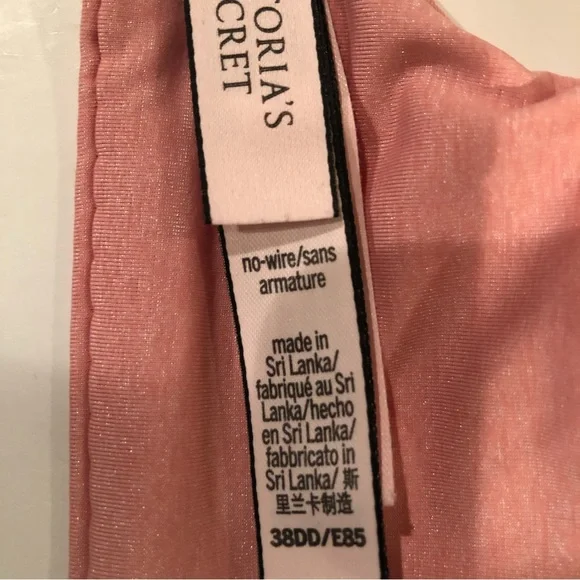 TORIA'S
CRET
no-wire/sans
armature
made in
Sri Lanka/
fabriqué au Sri
Lanka/hecho
en Sri Lanka/
fabbricato in
Sri Lanka/ 斯
里兰卡制造
38DD/E85